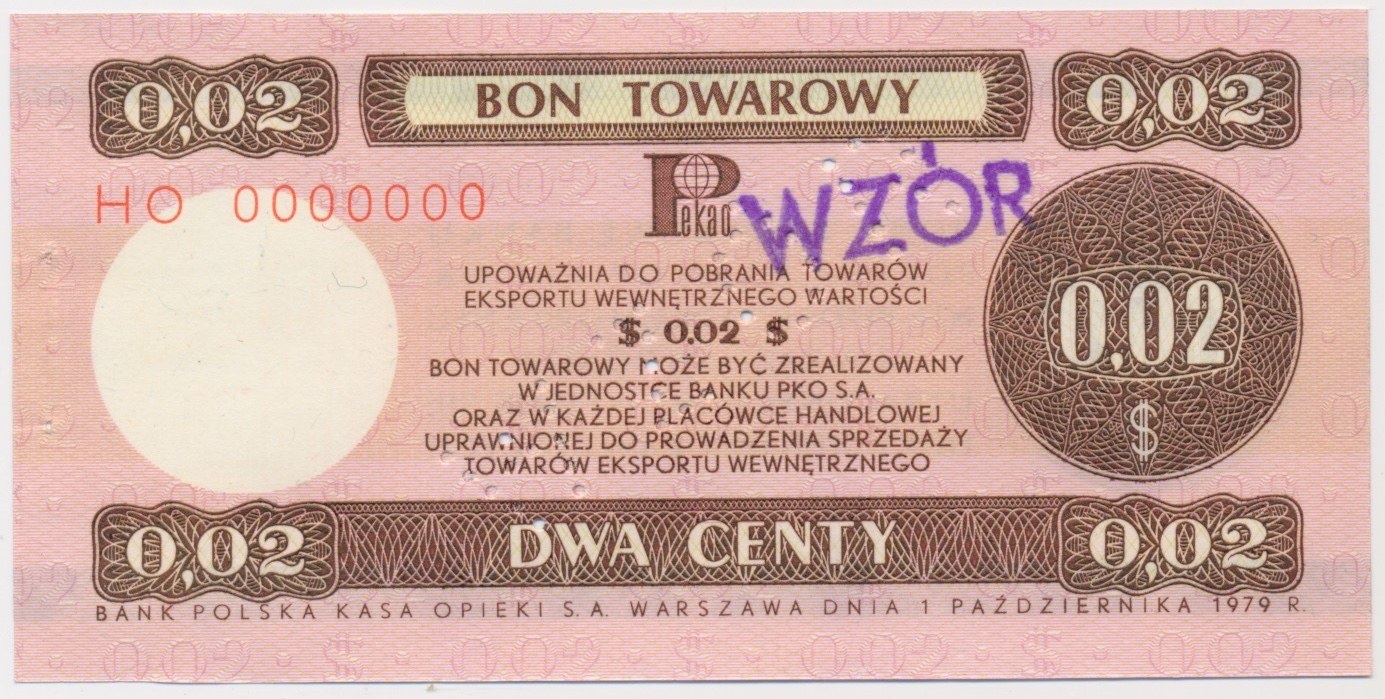 0,02 BON TOWAROWY 0,02
HO 0000000
Pekao
WZÓR
UPOWAŻNIA DO POBRANIA TOWARÓW
EKSPORTU WEWNĘTRZNEGO WARTOŚCI
$ 0.02 $
BON TOWAROWY MOŻE BYĆ ZREALIZOWANY
W JEDNOSTCE BANKU PKO S.A.
ORAZ W KAŻDEJ PLACÓWCE HANDLOWEJ
UPRAWNIONEJ DO PROWADZENIA SPRZEDAŻY
TOWARÓW EKSPORTU WEWNĘTRZNEGO
0,02
$
0,02 DWA CENTY 0,02
BANK POLSKA KASA OPIEKI S.A. WARSZAWA DNIA 1 PAŹDZIERNIKA 1979 R.